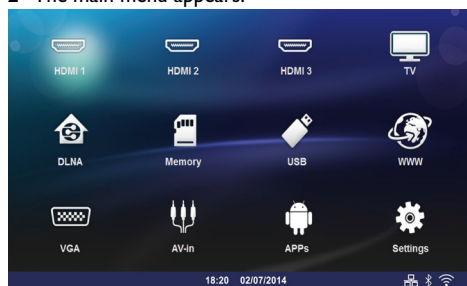 2 The main menu appears.
HDMI 1 HDMI 2 HDMI 3 TV
DLNA Memory USB WWW
VGA AV-in APPs Settings
18:20 02/07/2014